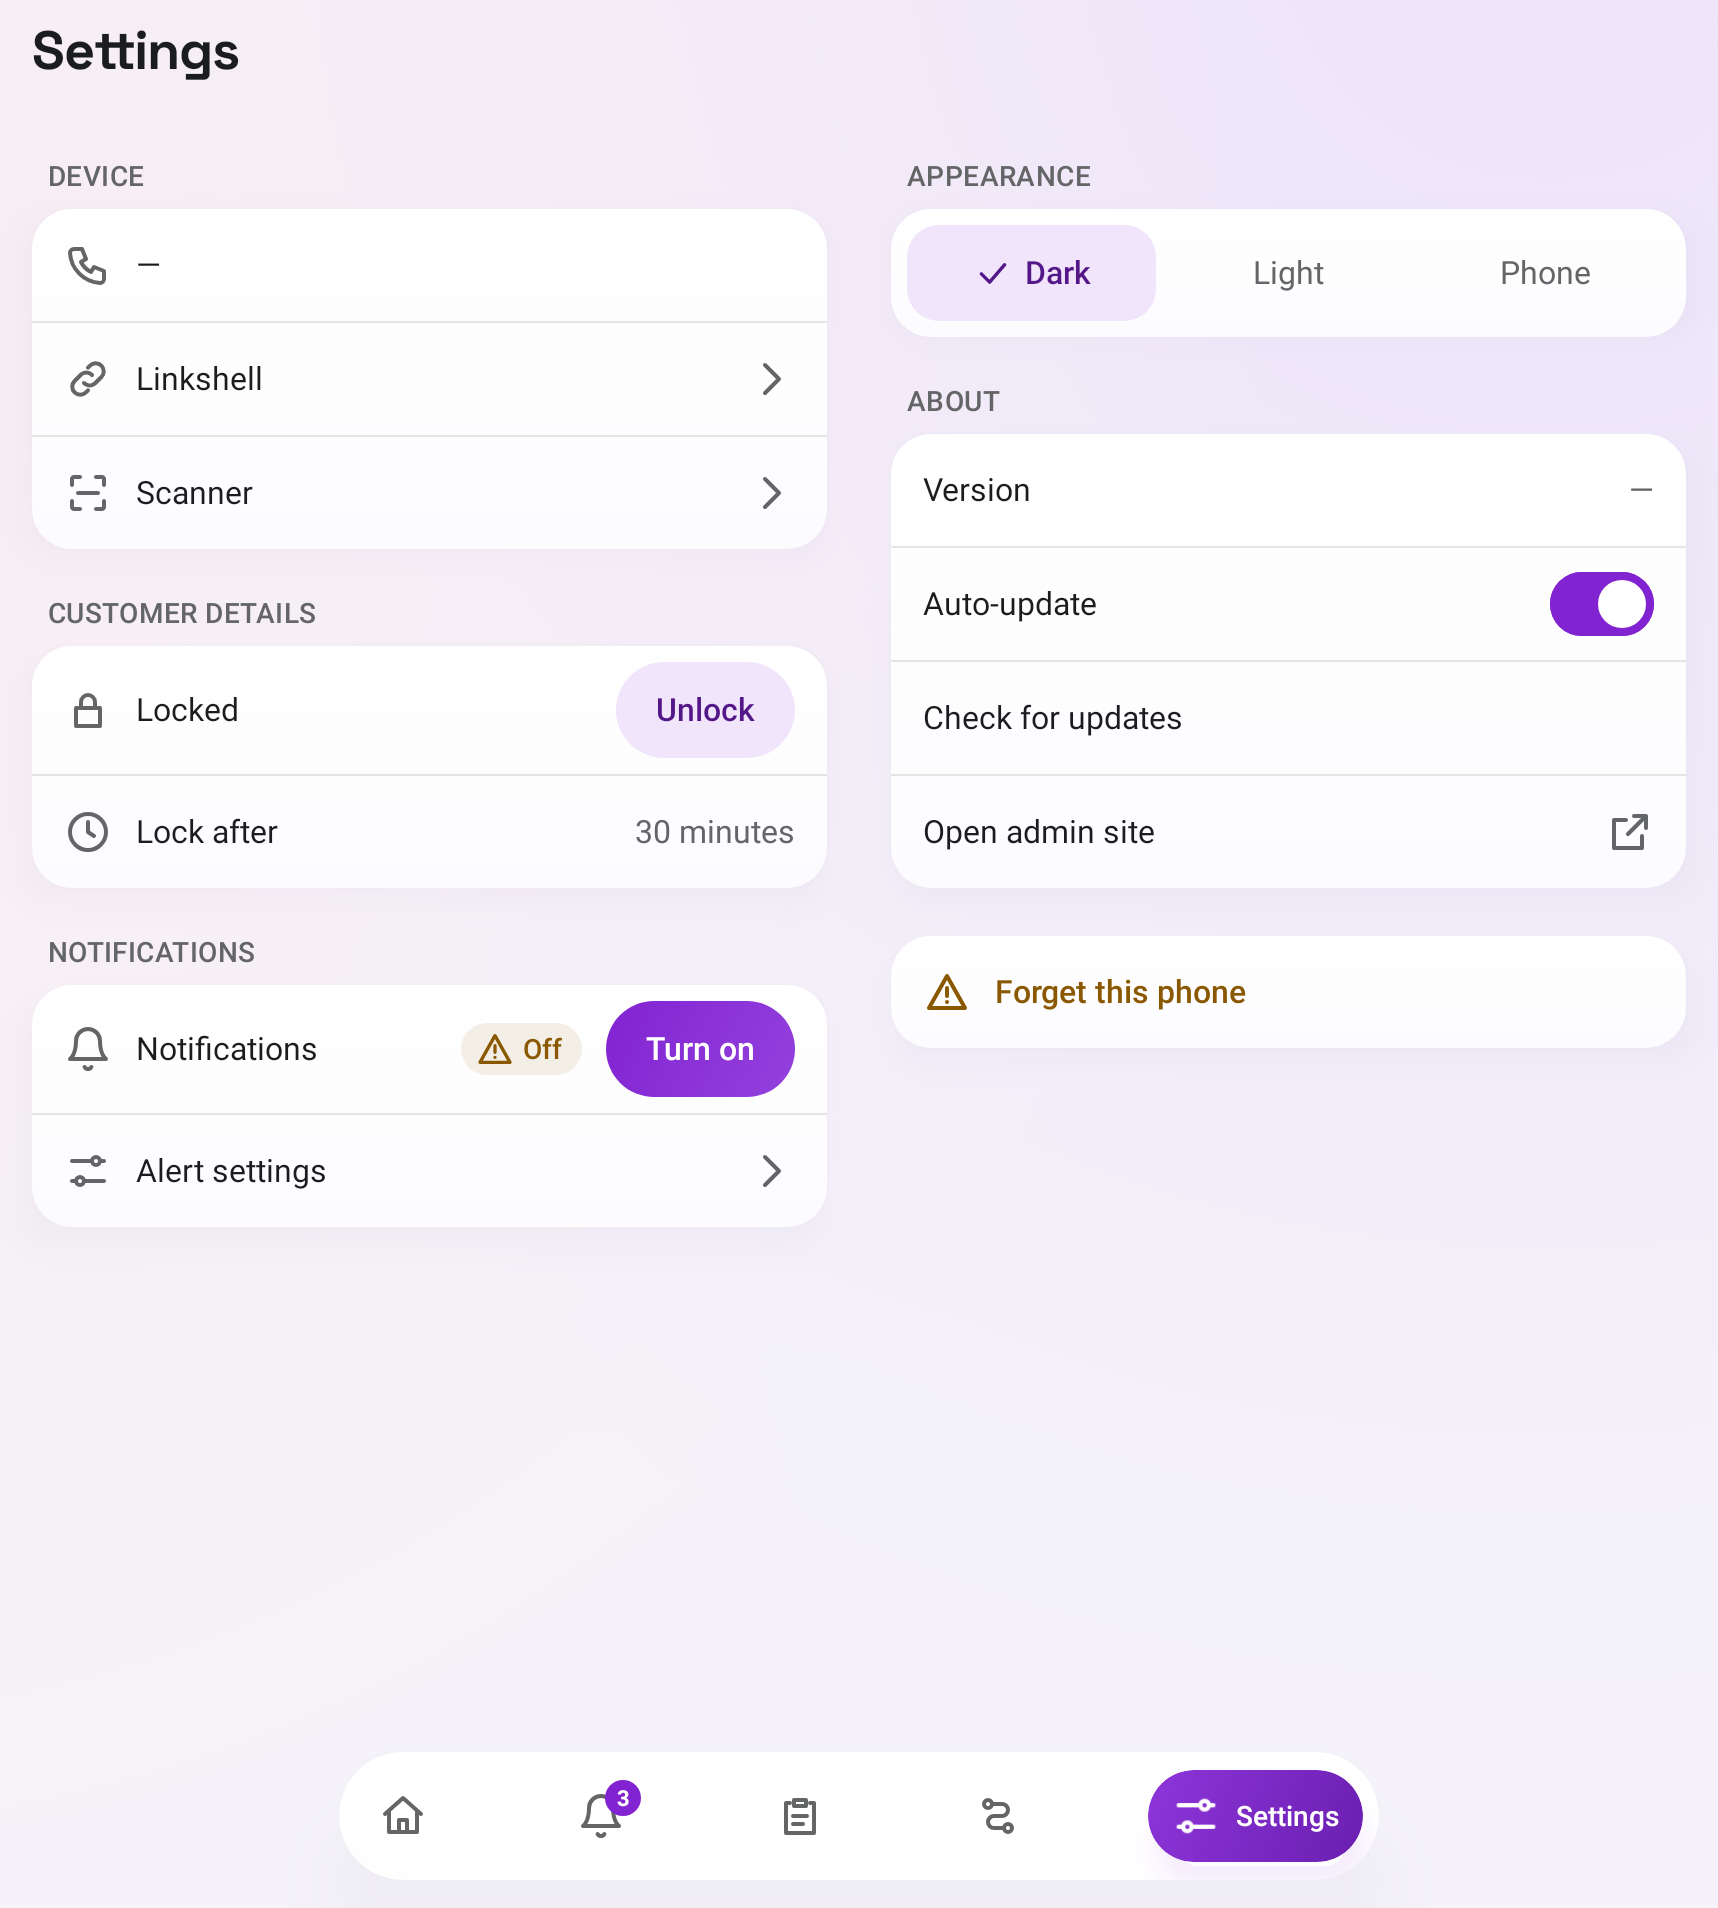 Settings
DEVICE
—
Linkshell
Scanner
CUSTOMER DETAILS
Locked
Unlock
Lock after
30 minutes
NOTIFICATIONS
Notifications
Off
Turn on
Alert settings
APPEARANCE
Dark
Light
Phone
ABOUT
Version
—
Auto-update
Check for updates
Open admin site
Forget this phone
3
Settings